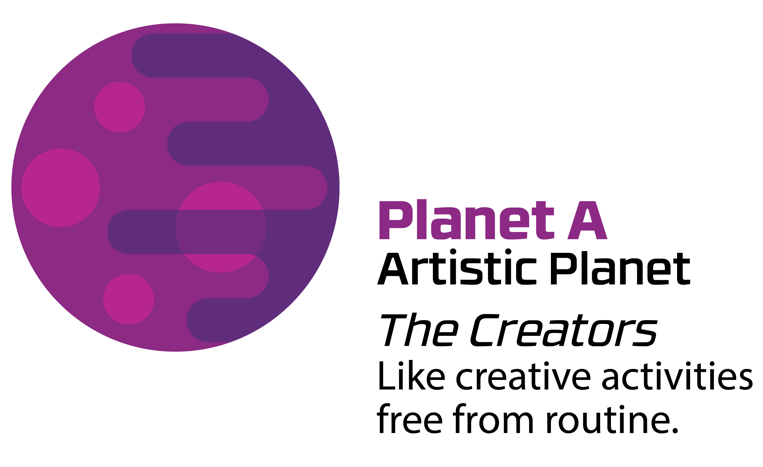 Planet A
Artistic Planet
The Creators
Like creative activities
free from routine.